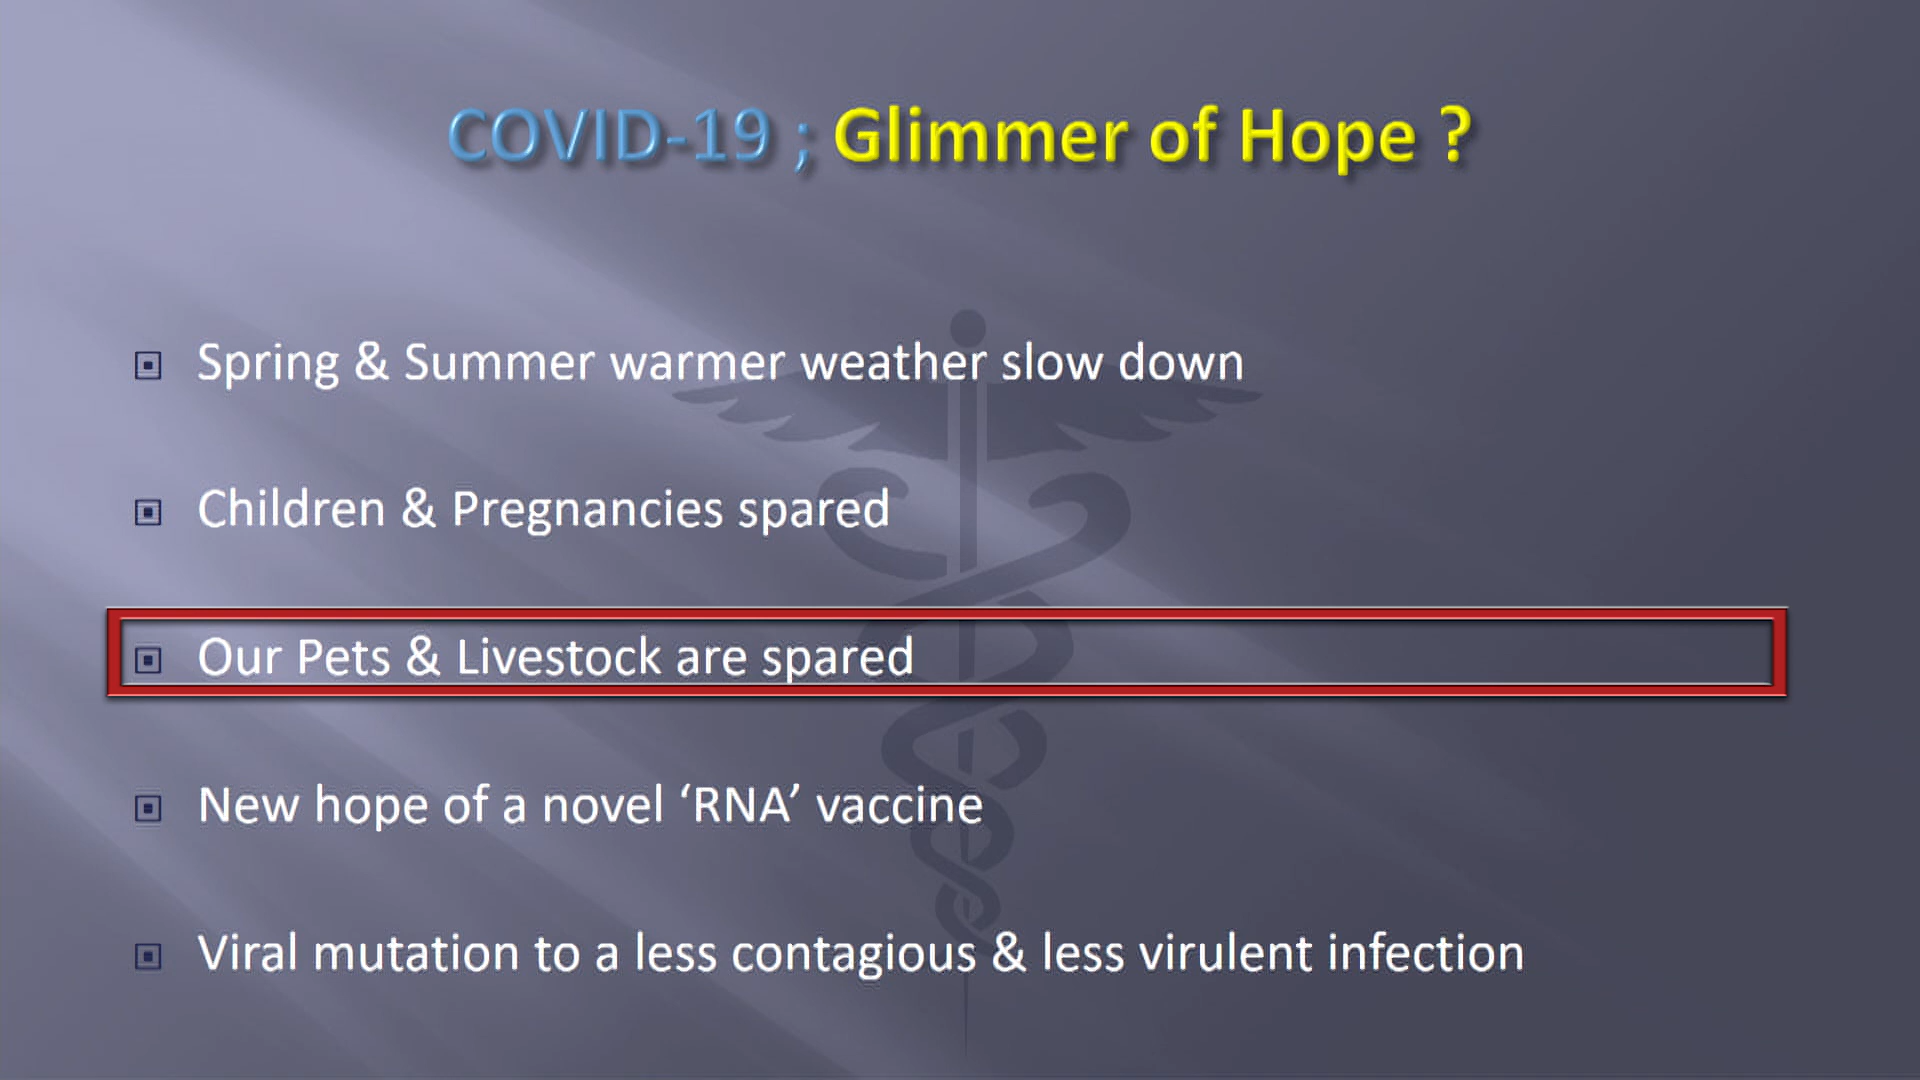 COVID-19 ; Glimmer of Hope ?
Spring & Summer warmer weather slow down
Children & Pregnancies spared
Our Pets & Livestock are spared
New hope of a novel ‘RNA’ vaccine
Viral mutation to a less contagious & less virulent infection